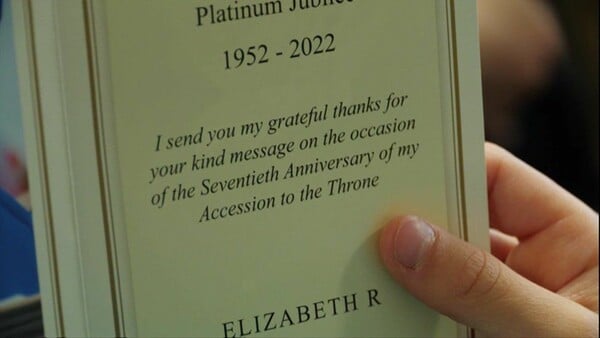 Platinum Jubilee
1952 - 2022
I send you my grateful thanks for
your kind message on the occasion
of the Seventieth Anniversary of my
Accession to the Throne
ELIZABETH R